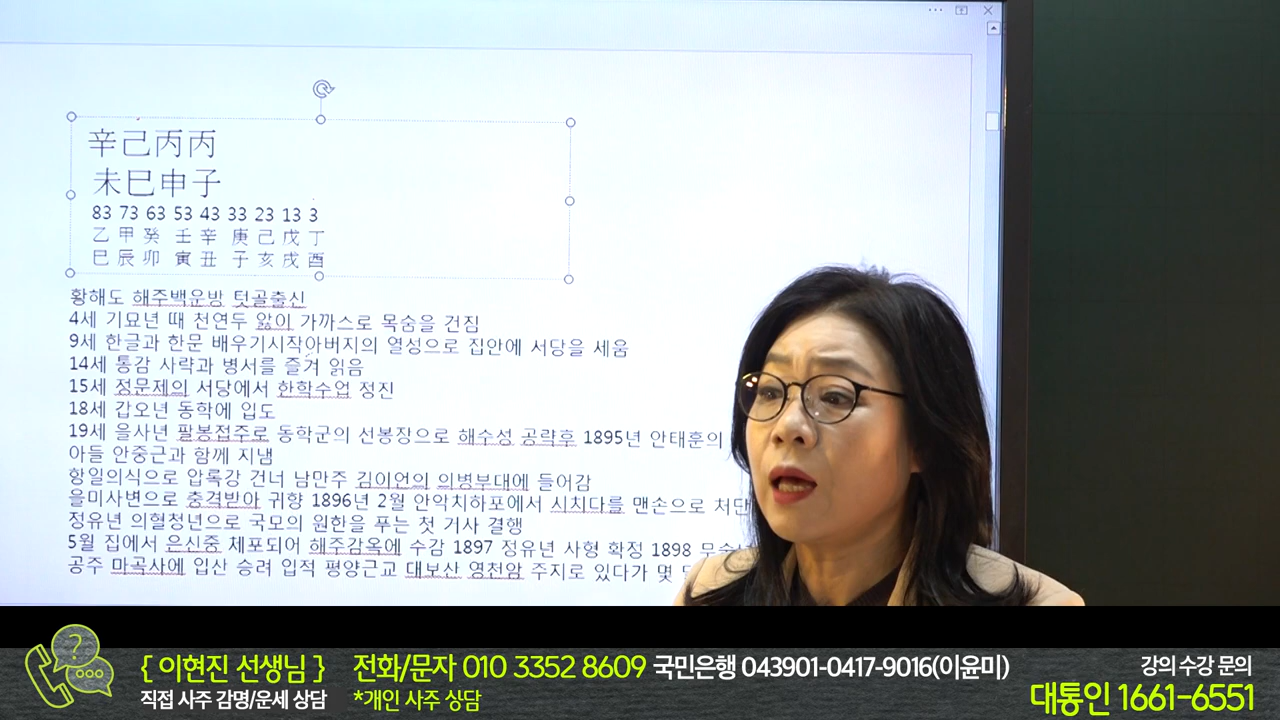 辛己丙丙
未巳申子
83 73 63 53 43 33 23 13 3
乙 甲 癸 壬 辛 庚 己 戊 丁
巳 辰 卯 寅 丑 子 亥 戌 酉
황해도 해주백운방 텃골출신
4세 기묘년 때 천연두 앓이 가까스로 목숨을 건짐
9세 한글과 한문 배우기시작아버지의 열성으로 집안에 서당을 세움
14세 통감 사략과 병서를 즐겨 읽음
15세 정문제의 서당에서 한학수업 정진
18세 갑오년 동학에 입도
19세 을사년 팔봉접주로 동학군의 선봉장으로 해수성 공략후 1895년 안태훈의
아들 안중근과 함께 지냄
항일의식으로 압록강 건너 남만주 김이언의 의병부대에 들어감
을미사변으로 충격받아 귀향 1896년 2월 안악치하포에서 시치다를 맨손으로 처단
정유년 의혈청년으로 국모의 원한을 푸는 첫 거사 결행
5월 집에서 은신중 체포되어 해주감옥에 수감 1897 정유년 사형 확정 1898
공주 마곡사에 입산 승려 입적 평양근교 대보산 영천암 주지로 있다가 몇
{ 이현진 선생님 } 전화/문자 010 3352 8609 국민은행 043901-0417-9016(이윤미) 강의 수강 문의
직접 사주 감명/운세 상담 *개인 사주 상담 대통인 1661-6551